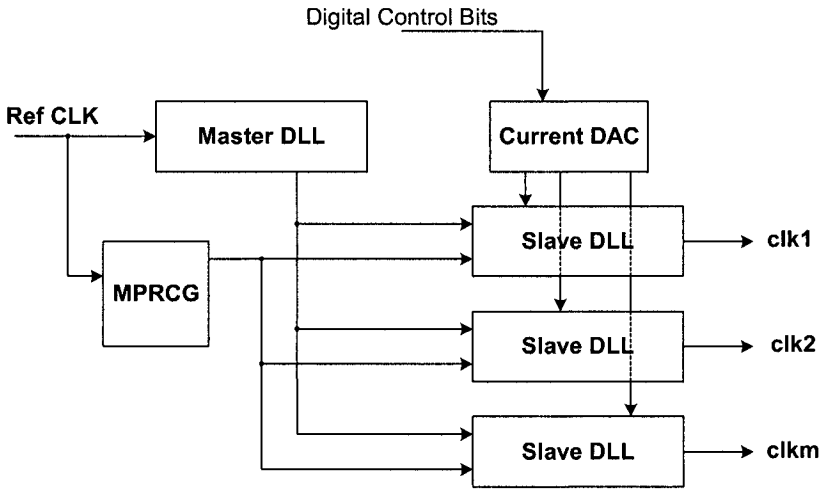 Digital Control Bits
Ref CLK
Master DLL
Current DAC
Slave DLL
clk1
MPRCG
Slave DLL
clk2
Slave DLL
clkm